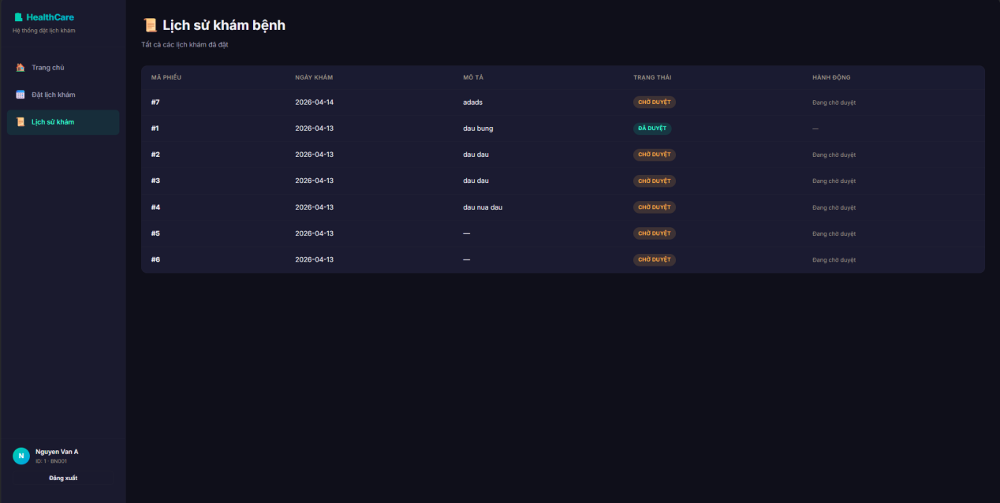 HealthCare
Hệ thống đặt lịch khám
Trang chủ
Đặt lịch khám
Lịch sử khám
Nguyen Van A
ID: 1 · BN001
Đăng xuất
Lịch sử khám bệnh
Tất cả các lịch khám đã đặt
MÃ PHIẾU NGÀY KHÁM MÔ TẢ TRẠNG THÁI HÀNH ĐỘNG
#7 2026-04-14 adads CHỜ DUYỆT Đang chờ duyệt
#1 2026-04-13 dau bung ĐÃ DUYỆT —
#2 2026-04-13 dau dau CHỜ DUYỆT Đang chờ duyệt
#3 2026-04-13 dau dau CHỜ DUYỆT Đang chờ duyệt
#4 2026-04-13 dau nua dau CHỜ DUYỆT Đang chờ duyệt
#5 2026-04-13 — CHỜ DUYỆT Đang chờ duyệt
#6 2026-04-13 — CHỜ DUYỆT Đang chờ duyệt
N